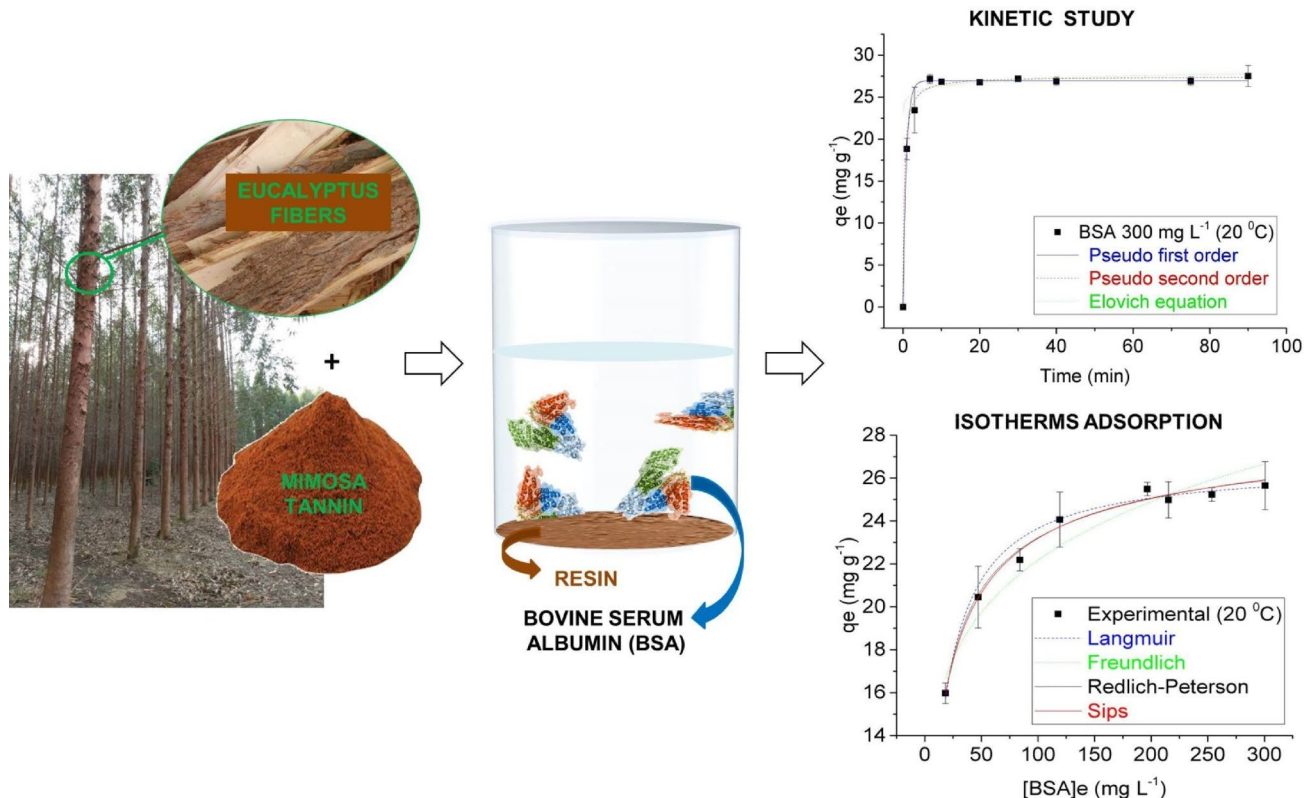 EUCALYPTUS
FIBERS
+
MIMOSA
TANNIN
RESIN
BOVINE SERUM
ALBUMIN (BSA)
KINETIC STUDY
qe (mg g⁻¹)
30
25
20
15
10
5
0
BSA 300 mg L⁻¹ (20 ⁰C)
Pseudo first order
Pseudo second order
Elovich equation
0 20 40 60 80 100
Time (min)
ISOTHERMS ADSORPTION
qe (mg g⁻¹)
28
26
24
22
20
18
16
14
Experimental (20 ⁰C)
Langmuir
Freundlich
Redlich-Peterson
Sips
0 50 100 150 200 250 300
[BSA]e (mg L⁻¹)